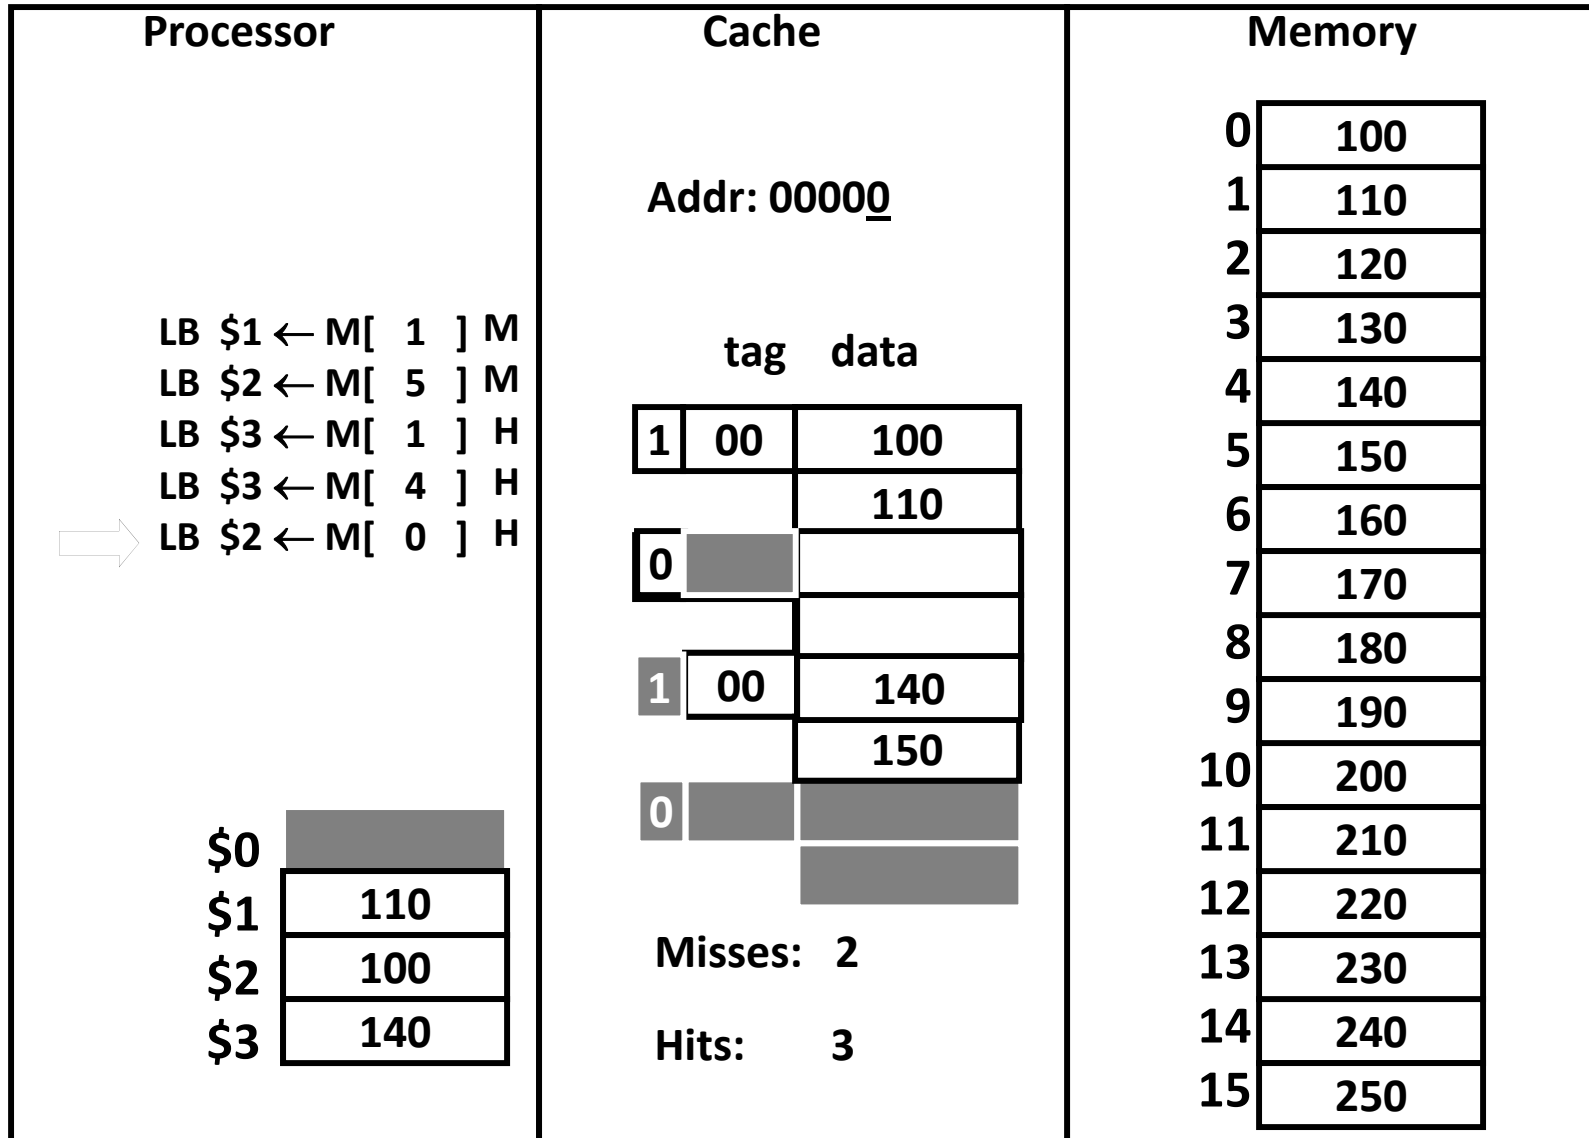 Processor
LB $1 ← M[ 1 ] M
LB $2 ← M[ 5 ] M
LB $3 ← M[ 1 ] H
LB $3 ← M[ 4 ] H
LB $2 ← M[ 0 ] H
$0
$1 110
$2 100
$3 140
Cache
Addr: 00000
tag data
1 00 100
110
0
1 00 140
150
0
Misses: 2
Hits: 3
Memory
0 100
1 110
2 120
3 130
4 140
5 150
6 160
7 170
8 180
9 190
10 200
11 210
12 220
13 230
14 240
15 250